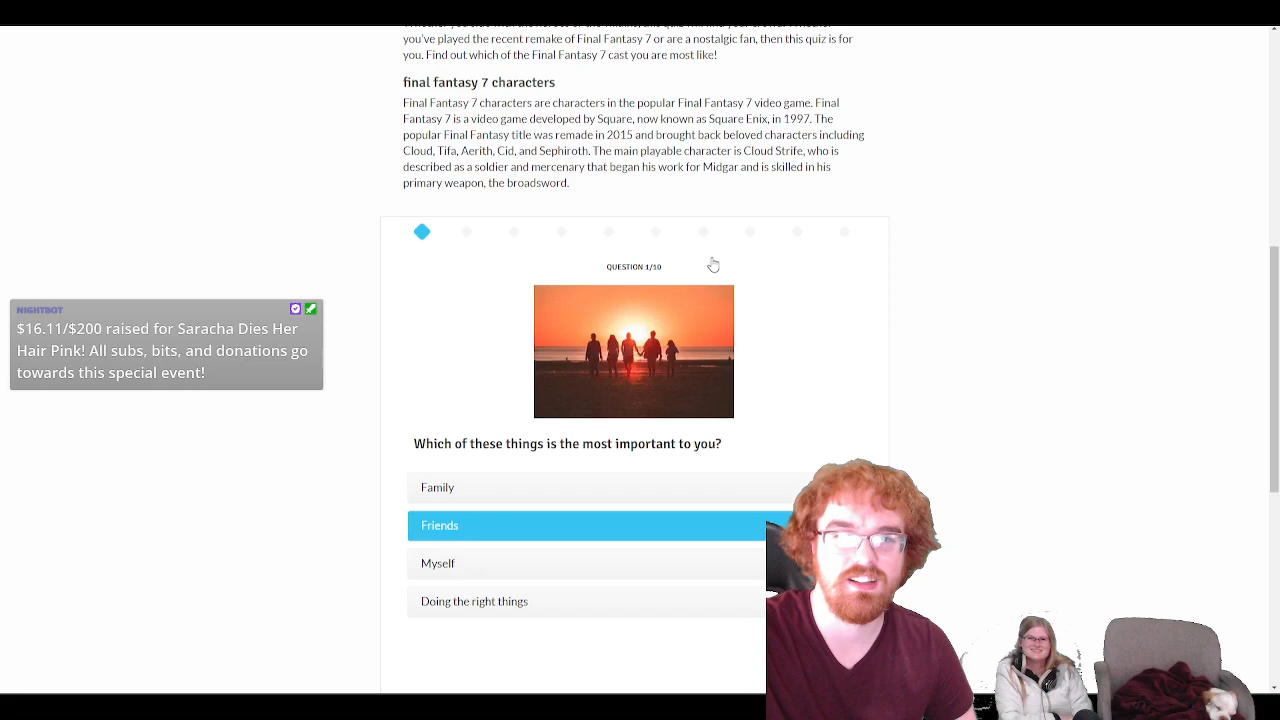 you've played the recent remake of Final Fantasy 7 or are a nostalgic fan, then this quiz is for
you. Find out which of the Final Fantasy 7 cast you are most like!
final fantasy 7 characters
Final Fantasy 7 characters are characters in the popular Final Fantasy 7 video game. Final
Fantasy 7 is a video game developed by Square, now known as Square Enix, in 1997. The
popular Final Fantasy title was remade in 2015 and brought back beloved characters including
Cloud, Tifa, Aerith, Cid, and Sephiroth. The main playable character is Cloud Strife, who is
described as a soldier and mercenary that began his work for Midgar and is skilled in his
primary weapon, the broadsword.
QUESTION 1/10
NIGHTBOT
$16.11/$200 raised for Saracha Dies Her
Hair Pink! All subs, bits, and donations go
towards this special event!
Which of these things is the most important to you?
Family
Friends
Myself
Doing the right things